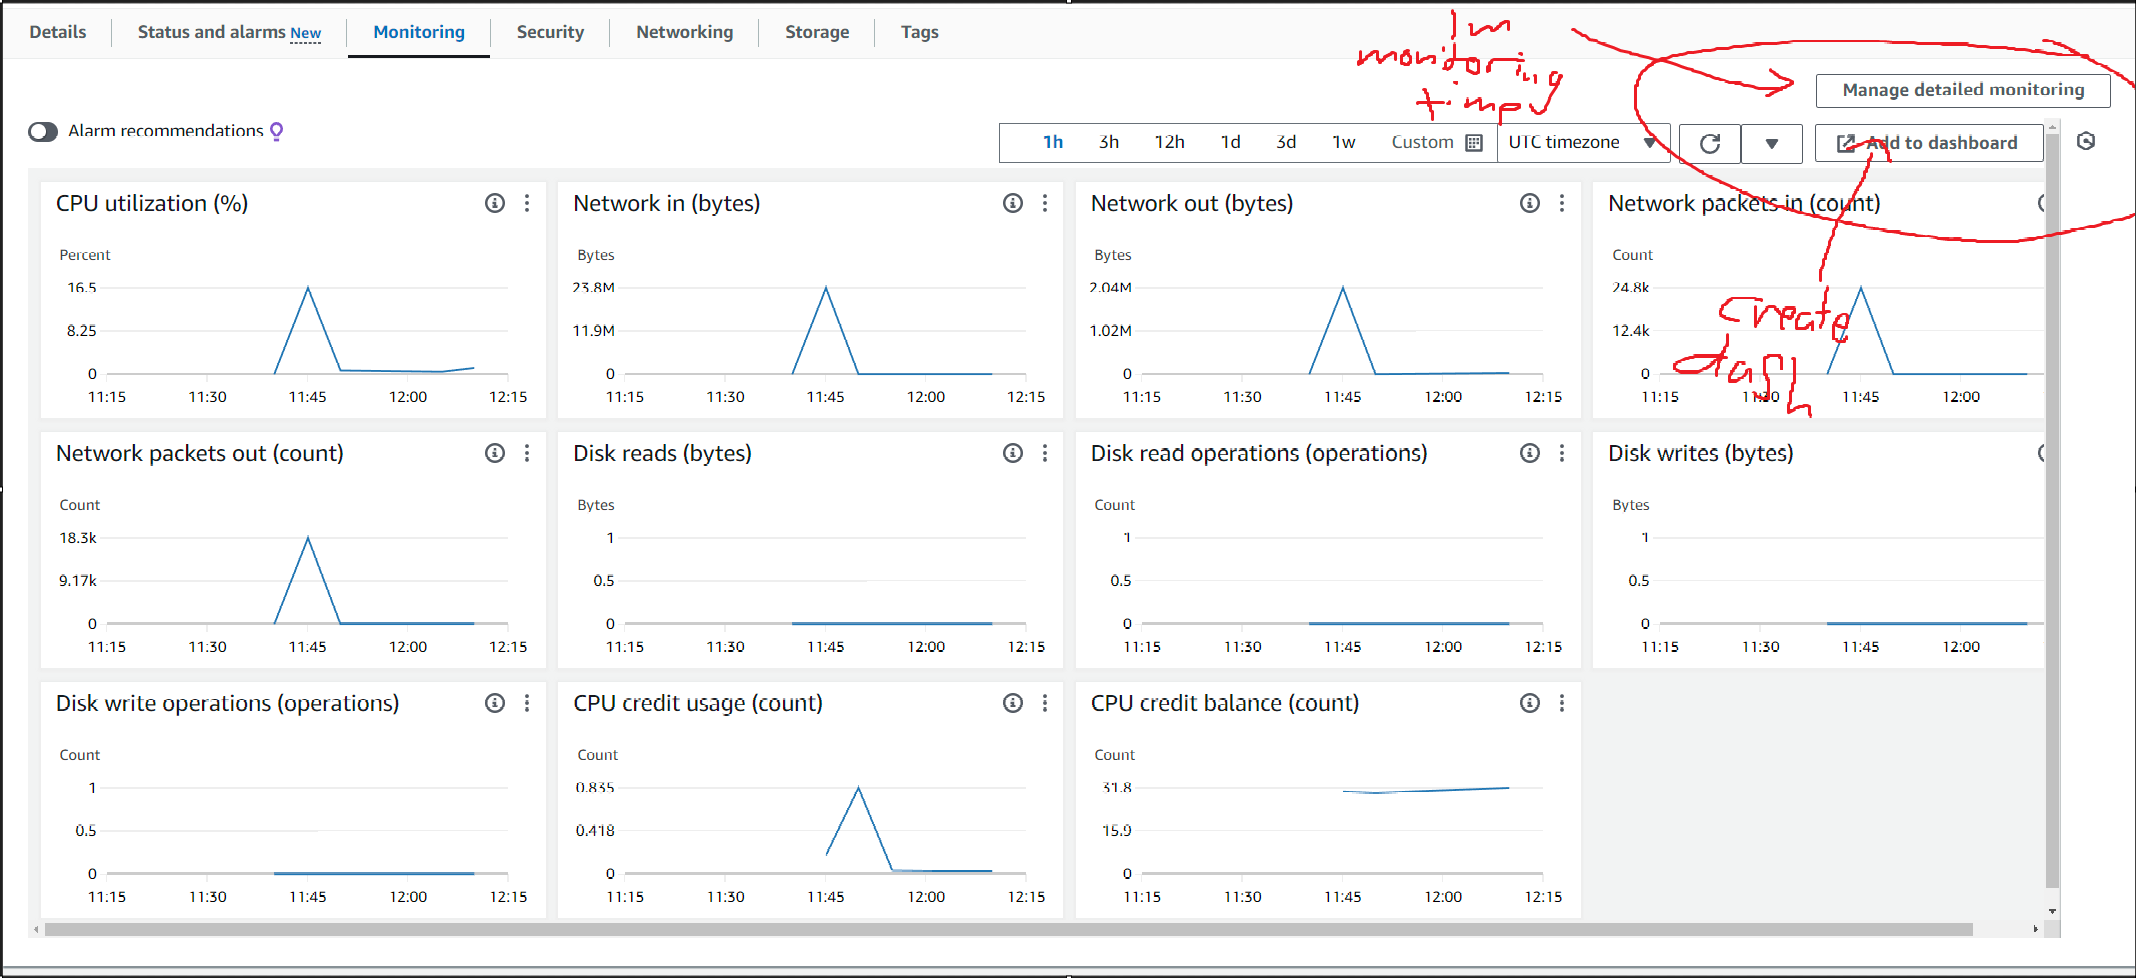 Details
Status and alarms New
Monitoring
Security
Networking
Storage
Tags
1m
monitoring
Manage detailed monitoring
Alarm recommendations
1h 3h 12h 1d 3d 1w Custom UTC timezone
Add to dashboard
CPU utilization (%)
Percent
16.5
8.25
0
11:15 11:30 11:45 12:00 12:15
Network in (bytes)
Bytes
23.8M
11.9M
0
11:15 11:30 11:45 12:00 12:15
Network out (bytes)
Bytes
2.04M
1.02M
0
11:15 11:30 11:45 12:00 12:15
Network packets in (count)
Count
24.8k
12.4k
0
11:15 11:30 11:45 12:00
create
dash
Network packets out (count)
Count
18.3k
9.17k
0
11:15 11:30 11:45 12:00 12:15
Disk reads (bytes)
Bytes
1
0.5
0
11:15 11:30 11:45 12:00 12:15
Disk read operations (operations)
Count
1
0.5
0
11:15 11:30 11:45 12:00 12:15
Disk writes (bytes)
Bytes
1
0.5
0
11:15 11:30 11:45 12:00
Disk write operations (operations)
Count
1
0.5
0
11:15 11:30 11:45 12:00 12:15
CPU credit usage (count)
Count
0.835
0.418
0
11:15 11:30 11:45 12:00 12:15
CPU credit balance (count)
Count
31.8
15.9
0
11:15 11:30 11:45 12:00 12:15